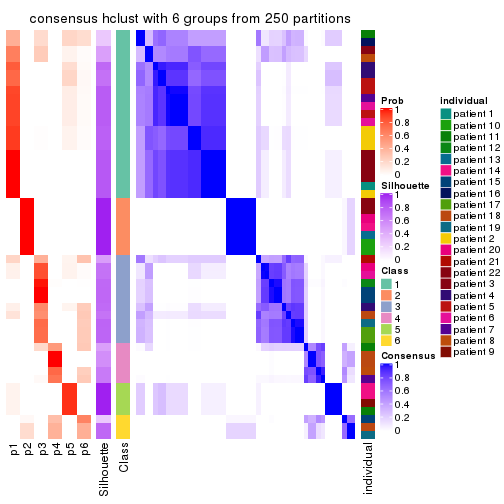 consensus hclust with 6 groups from 250 partitions
p1
p2
p3
p4
p5
p6
Silhouette
Class
individual
Prob
1
0.8
0.6
0.4
0.2
0
Silhouette
1
0.8
0.6
0.4
0.2
0
Class
1
2
3
4
5
6
Consensus
1
0.8
0.6
0.4
0.2
0
individual
patient 1
patient 10
patient 11
patient 12
patient 13
patient 14
patient 15
patient 16
patient 17
patient 18
patient 19
patient 2
patient 20
patient 21
patient 22
patient 3
patient 4
patient 5
patient 6
patient 7
patient 8
patient 9